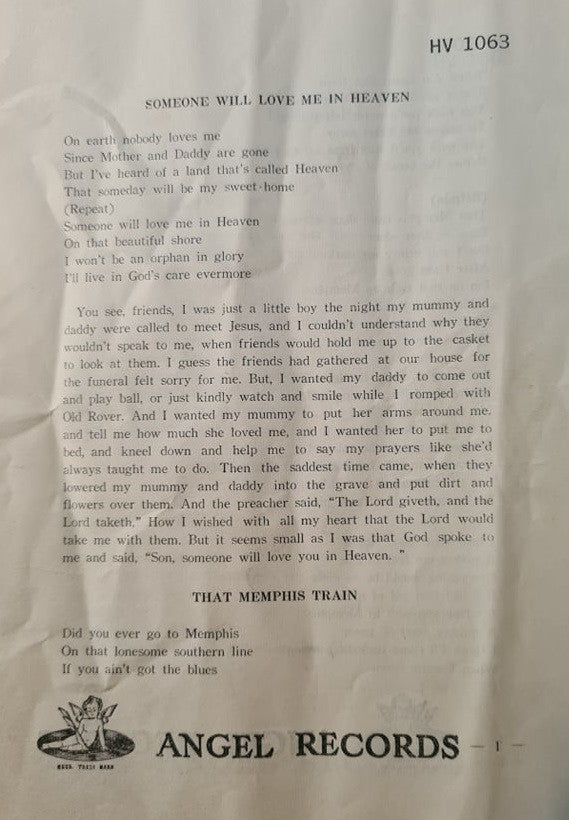 HV 1063
SOMEONE WILL LOVE ME IN HEAVEN
On earth nobody loves me
Since Mother and Daddy are gone
But I've heard of a land that's called Heaven
That someday will be my sweet-home
(Repeat)
Someone will love me in Heaven
On that beautiful shore
I won't be an orphan in glory
I'll live in God's care evermore
You see, friends, I was just a little boy the night my mummy and
daddy were called to meet Jesus, and I couldn't understand why they
wouldn't speak to me, when friends would hold me up to the casket
to look at them. I guess the friends had gathered at our house for
the funeral felt sorry for me. But, I wanted my daddy to come out
and play ball, or just kindly watch and smile while I romped with
Old Rover. And I wanted my mummy to put her arms around me.
and tell me how much she loved me, and I wanted her to put me to
bed, and kneel down and help me to say my prayers like she'd
always taught me to do. Then the saddest time came, when they
lowered my mummy and daddy into the grave and put dirt and
flowers over them. And the preacher said, "The Lord giveth, and the
Lord taketh." How I wished with all my heart that the Lord would
take me with them. But it seems small as I was that God spoke to
me and said, "Son, someone will love you in Heaven. "
THAT MEMPHIS TRAIN
Did you ever go to Memphis
On that lonesome southern line
If you ain't got the blues
ANGEL RECORDS — 1 —
TRADE MARK